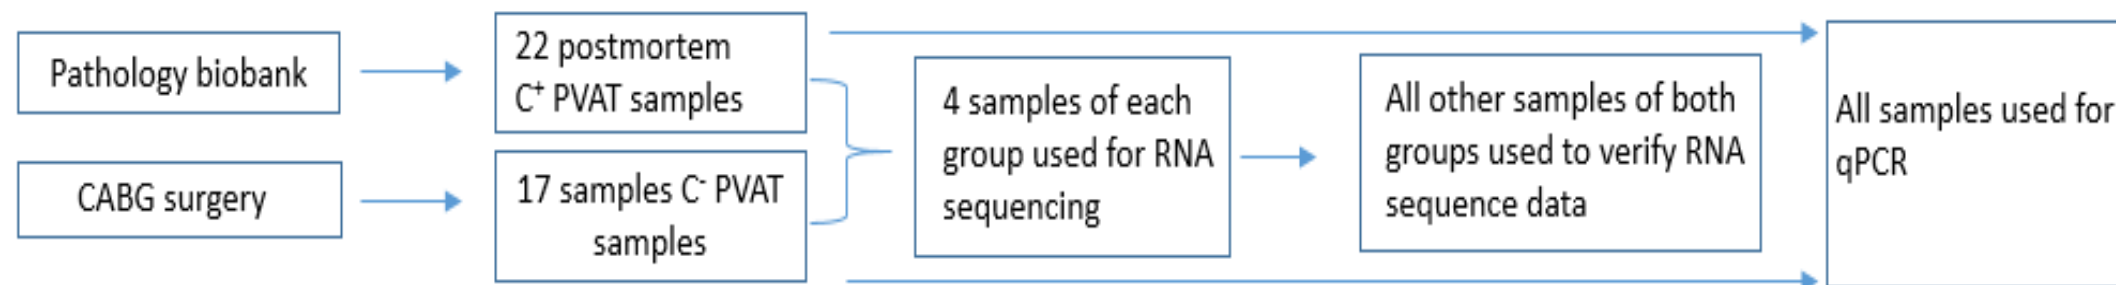 Pathology biobank
22 postmortem
C⁺ PVAT samples
CABG surgery
17 samples C⁻ PVAT
samples
4 samples of each
group used for RNA
sequencing
All other samples of both
groups used to verify RNA
sequence data
All samples used for
qPCR